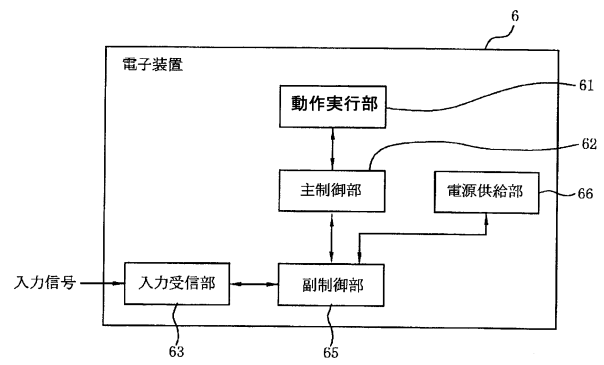 6
電子装置
動作実行部
61
62
主制御部
電源供給部
66
入力信号
入力受信部
副制御部
63
65